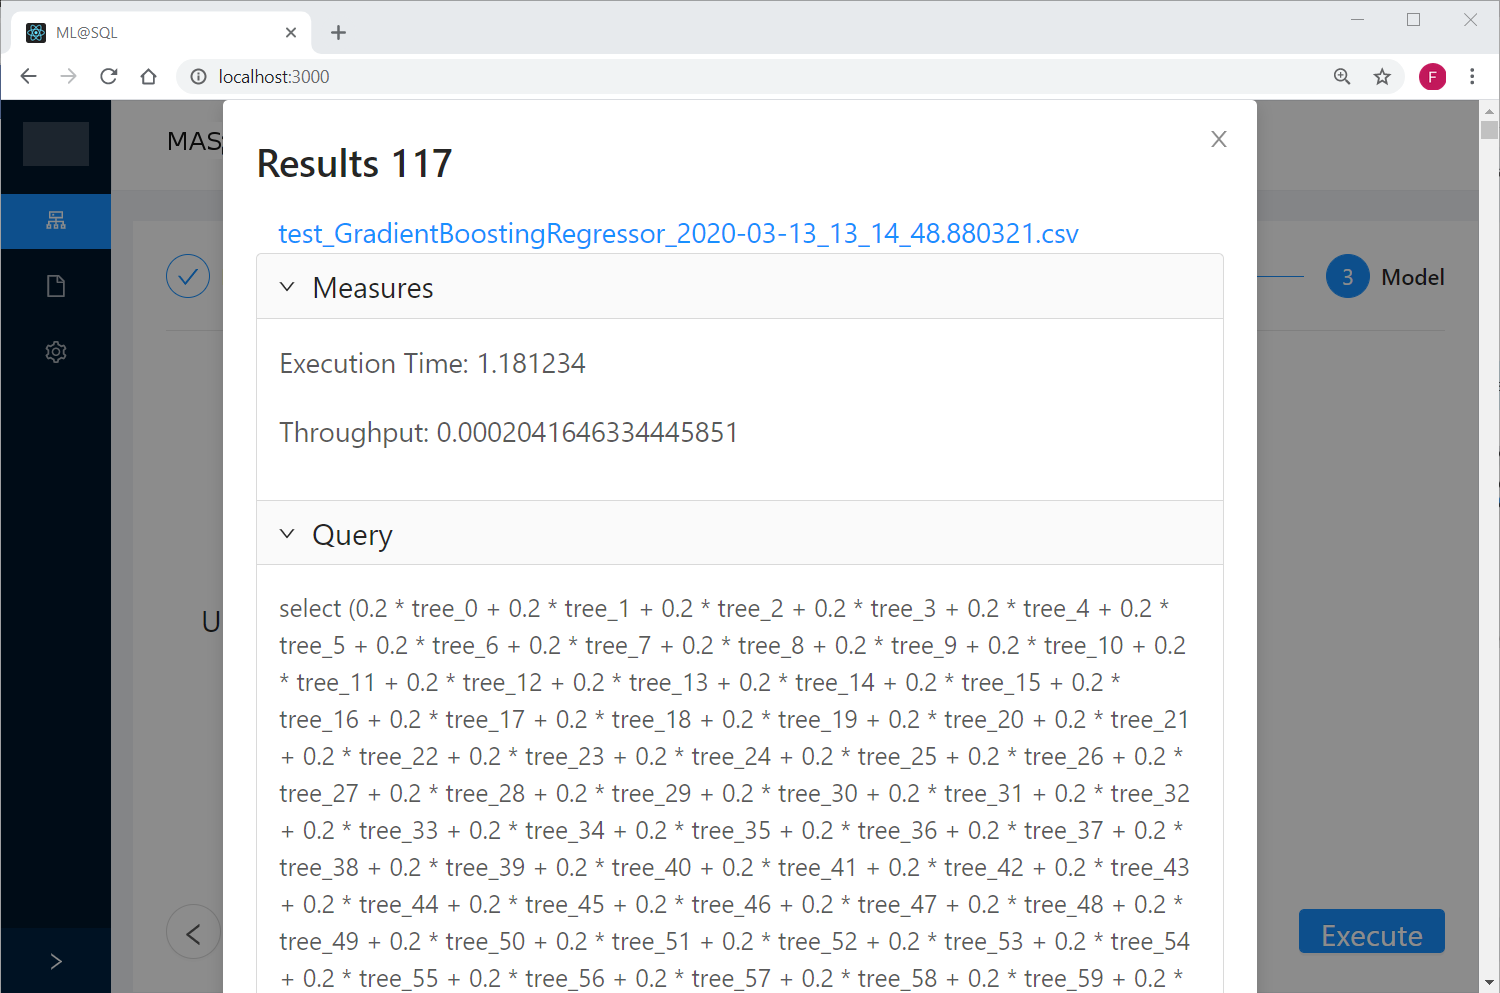 ML@SQL
localhost:3000
F
MAS
Results 117
test_GradientBoostingRegressor_2020-03-13_13_14_48.880321.csv
3 Model
Measures
Execution Time: 1.181234
Throughput: 0.0002041646334445851
Query
select (0.2 * tree_0 + 0.2 * tree_1 + 0.2 * tree_2 + 0.2 * tree_3 + 0.2 * tree_4 + 0.2 *
tree_5 + 0.2 * tree_6 + 0.2 * tree_7 + 0.2 * tree_8 + 0.2 * tree_9 + 0.2 * tree_10 + 0.2
* tree_11 + 0.2 * tree_12 + 0.2 * tree_13 + 0.2 * tree_14 + 0.2 * tree_15 + 0.2 *
tree_16 + 0.2 * tree_17 + 0.2 * tree_18 + 0.2 * tree_19 + 0.2 * tree_20 + 0.2 * tree_21
+ 0.2 * tree_22 + 0.2 * tree_23 + 0.2 * tree_24 + 0.2 * tree_25 + 0.2 * tree_26 + 0.2 *
tree_27 + 0.2 * tree_28 + 0.2 * tree_29 + 0.2 * tree_30 + 0.2 * tree_31 + 0.2 * tree_32
+ 0.2 * tree_33 + 0.2 * tree_34 + 0.2 * tree_35 + 0.2 * tree_36 + 0.2 * tree_37 + 0.2 *
tree_38 + 0.2 * tree_39 + 0.2 * tree_40 + 0.2 * tree_41 + 0.2 * tree_42 + 0.2 * tree_43
+ 0.2 * tree_44 + 0.2 * tree_45 + 0.2 * tree_46 + 0.2 * tree_47 + 0.2 * tree_48 + 0.2 *
tree_49 + 0.2 * tree_50 + 0.2 * tree_51 + 0.2 * tree_52 + 0.2 * tree_53 + 0.2 * tree_54
+ 0.2 * tree_55 + 0.2 * tree_56 + 0.2 * tree_57 + 0.2 * tree_58 + 0.2 * tree_59 + 0.2 *
U
Execute